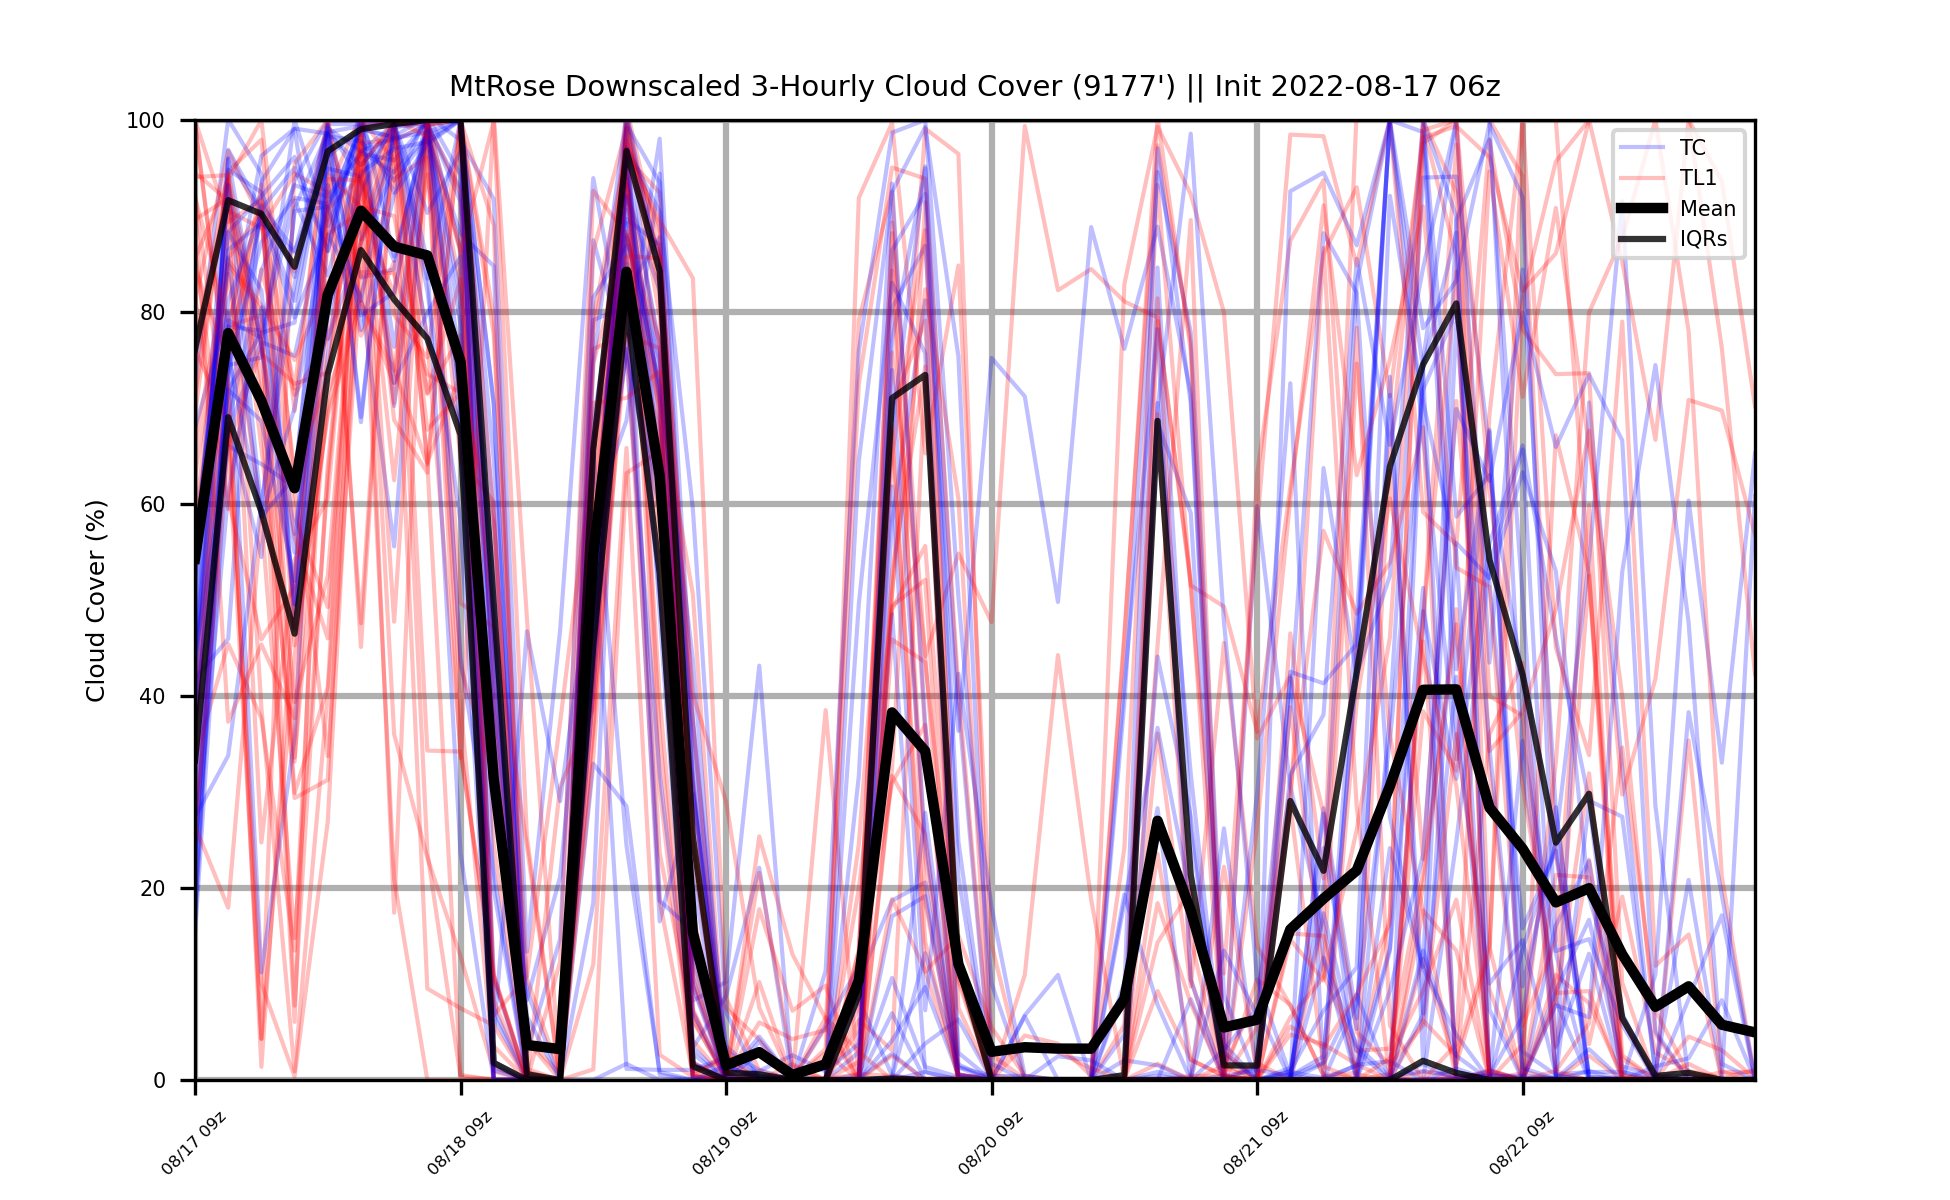 MtRose Downscaled 3-Hourly Cloud Cover (9177') || Init 2022-08-17 06z
Cloud Cover (%)
100
80
60
40
20
0
TC
TL1
Mean
IQRs
08/17 09z
08/18 09z
08/19 09z
08/20 09z
08/21 09z
08/22 09z